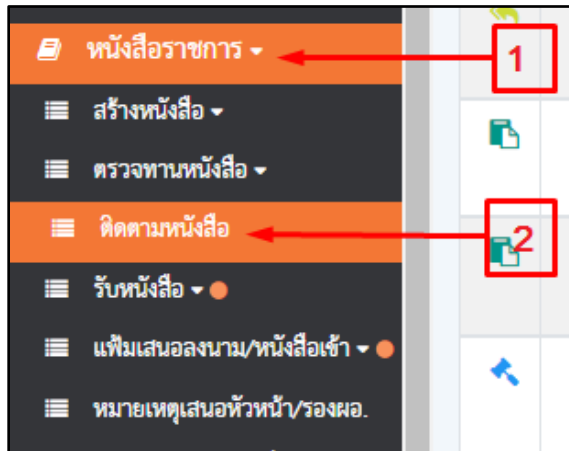 หนังสือราชการ
1
สร้างหนังสือ
ตรวจทานหนังสือ
ติดตามหนังสือ
2
รับหนังสือ
แฟ้มเสนอลงนาม/หนังสือเข้า
หมายเหตุเสนอหัวหน้า/รองผอ.